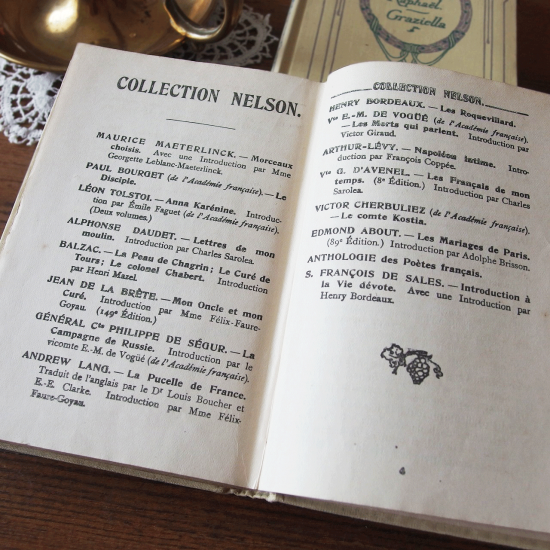 Raphaël
Graziella
COLLECTION NELSON.
MAURICE MAETERLINCK.—Morceaux
choisis. Avec une Introduction par Mme
Georgette Leblanc-Maeterlinck.
PAUL BOURGET (de l'Académie française).—Le
Disciple.
LÉON TOLSTOI.—Anna Karénine. Introduc-
tion par Émile Faguet (de l'Académie française).
(Deux volumes.)
ALPHONSE DAUDET.—Lettres de mon
moulin. Introduction par Charles Sarolea.
BALZAC.—La Peau de Chagrin; Le Curé de
Tours; Le colonel Chabert. Introduction
par Henri Mazel.
JEAN DE LA BRÈTE.—Mon Oncle et mon
Curé. Introduction par Mme Félix-Faure-
Goyau. (149e Édition.)
GÉNÉRAL Cte PHILIPPE DE SÉGUR.—La
Campagne de Russie. Introduction par le
vicomte E.-M. de Vogüé (de l'Académie française).
ANDREW LANG.—La Pucelle de France.
Traduit de l'anglais par le Dr Louis Boucher et
E.-E. Clarke. Introduction par Mme Félix-
Faure-Goyau.
COLLECTION NELSON.
HENRY BORDEAUX.—Les Roquevillard.
Vte E.-M. DE VOGÜÉ (de l'Académie française).
—Les Morts qui parlent. Introduction par
Victor Giraud.
ARTHUR-LÉVY.—Napoléon intime. Intro-
duction par François Coppée.
Vte G. D'AVENEL.—Les Français de mon
temps. (8e Édition.) Introduction par Charles
Sarolea.
VICTOR CHERBULIEZ (de l'Académie française).
—Le comte Kostia.
EDMOND ABOUT.—Les Mariages de Paris.
(89e Édition.) Introduction par Adolphe Brisson.
ANTHOLOGIE des Poètes français.
S. FRANÇOIS DE SALES.—Introduction à
la Vie dévote. Avec une Introduction par
Henry Bordeaux.